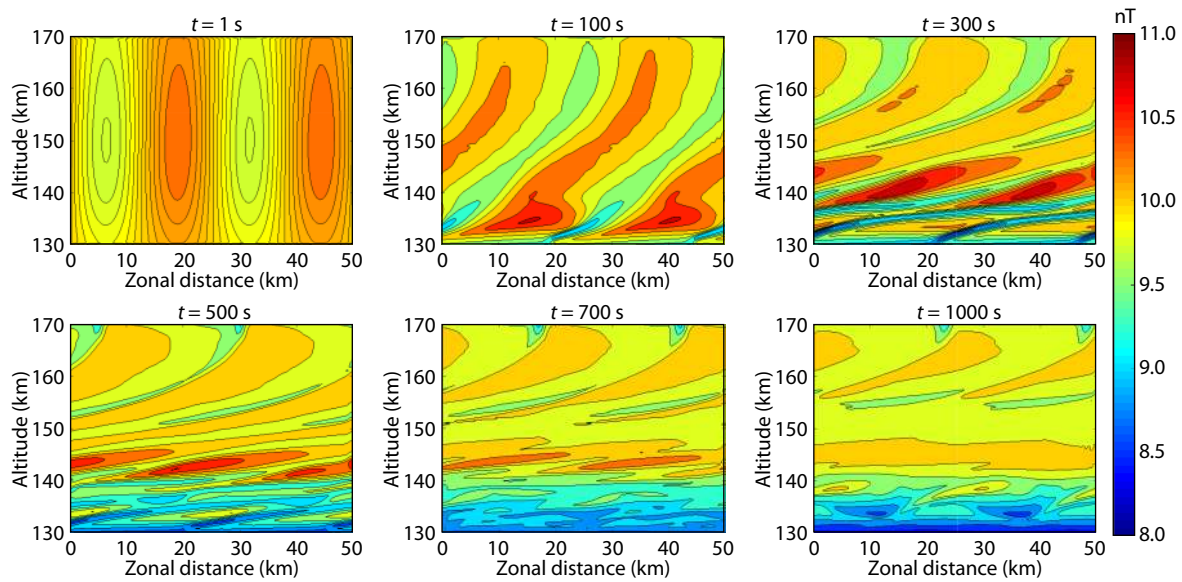 t = 1 s
t = 100 s
t = 300 s
nT
170
160
150
140
130
Altitude (km)
0 10 20 30 40 50
Zonal distance (km)
170
160
150
140
130
Altitude (km)
0 10 20 30 40 50
Zonal distance (km)
170
160
150
140
130
Altitude (km)
0 10 20 30 40 50
Zonal distance (km)
11.0
10.5
10.0
9.5
9.0
8.5
8.0
t = 500 s
t = 700 s
t = 1000 s
170
160
150
140
130
Altitude (km)
0 10 20 30 40 50
Zonal distance (km)
170
160
150
140
130
Altitude (km)
0 10 20 30 40 50
Zonal distance (km)
170
160
150
140
130
Altitude (km)
0 10 20 30 40 50
Zonal distance (km)